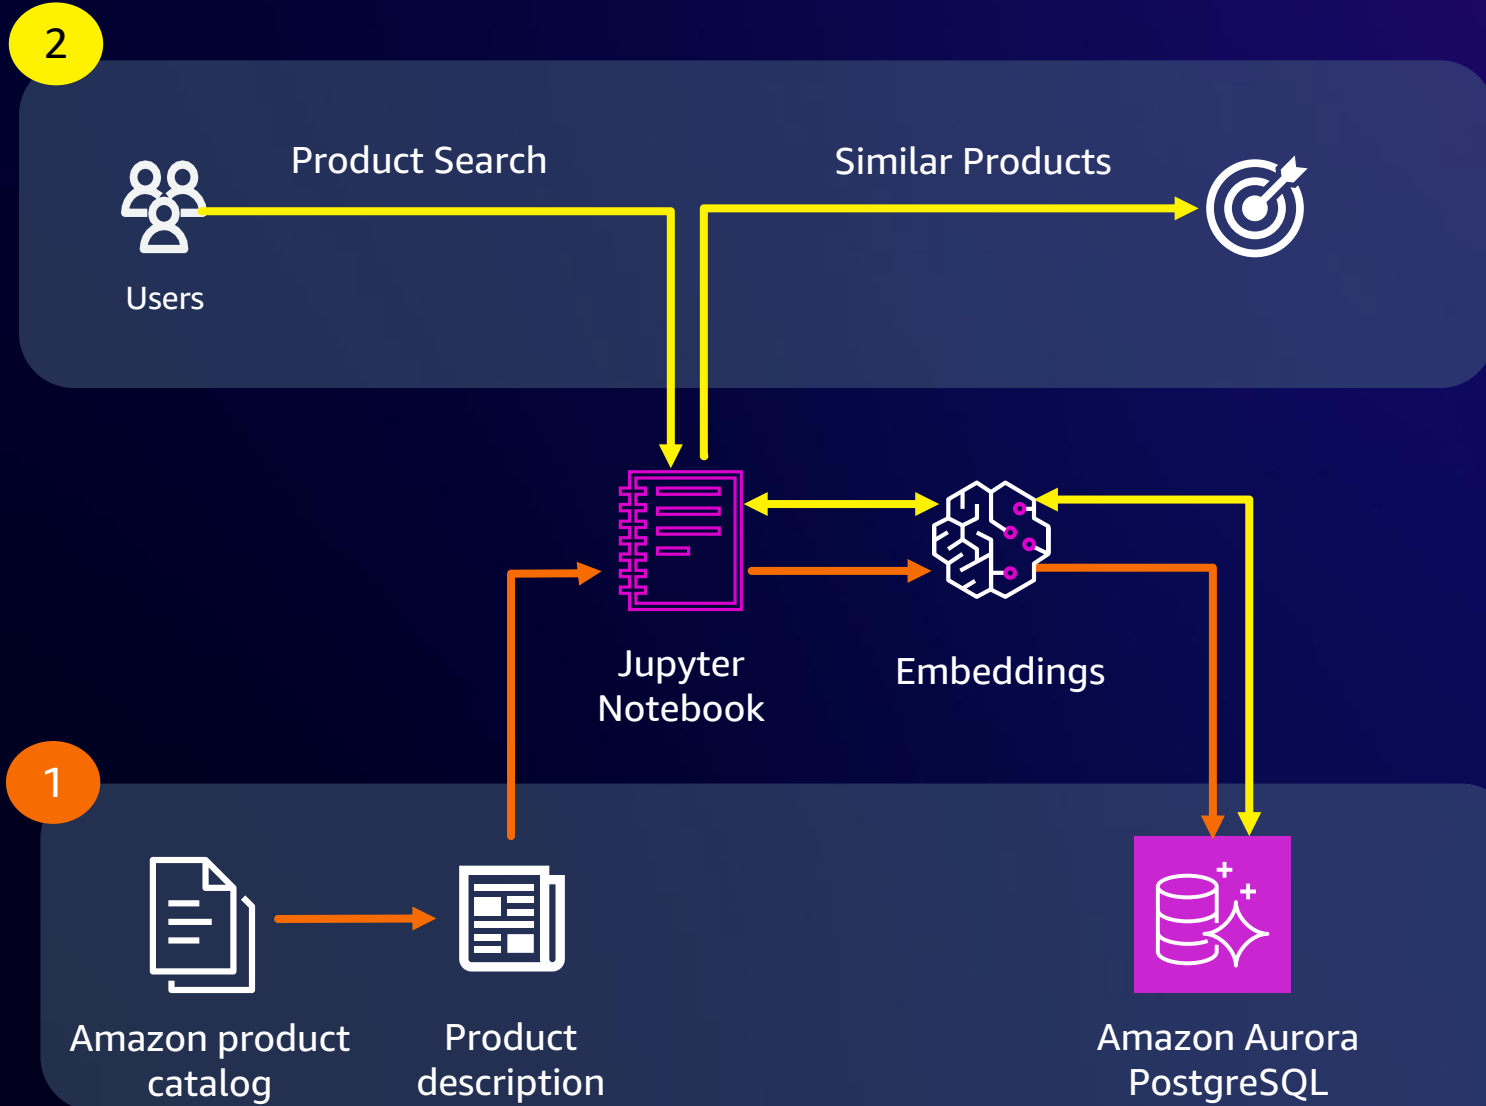 2
Product Search
Similar Products
Users
Jupyter
Notebook
Embeddings
1
Amazon product
catalog
Product
description
Amazon Aurora
PostgreSQL